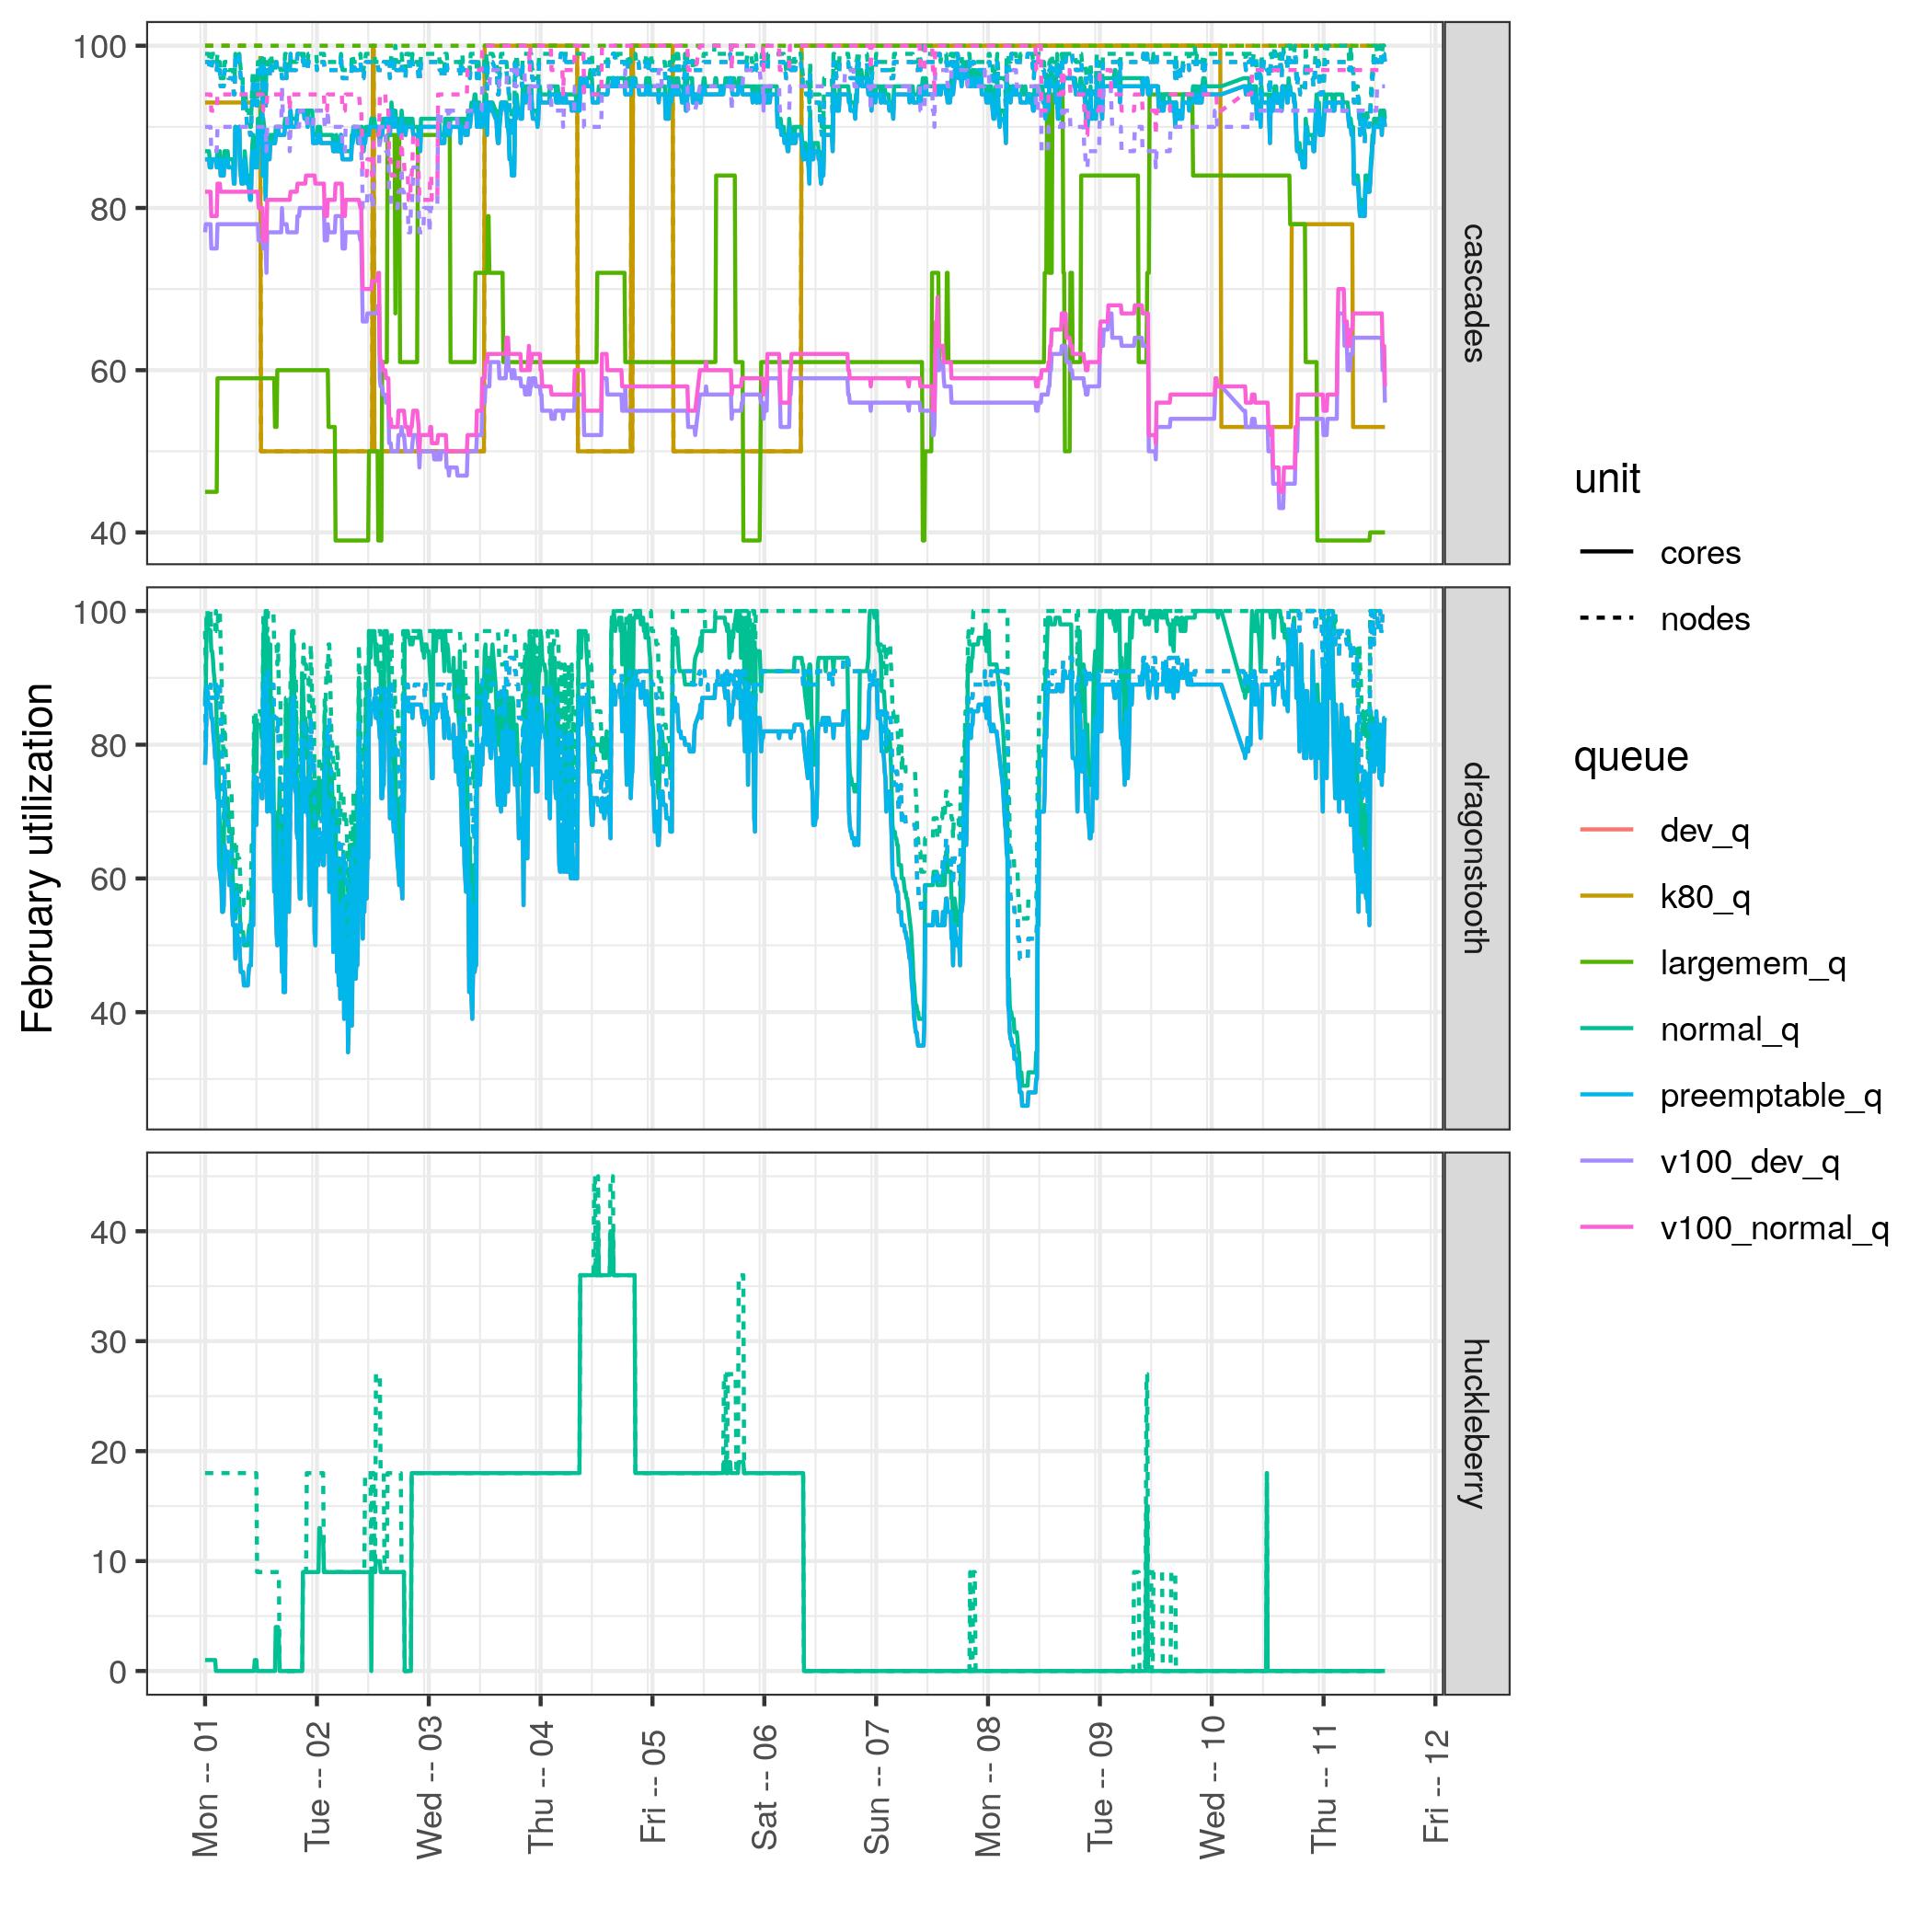 February utilization
100
80
60
40
cascades
100
80
60
40
dragonstooth
40
30
20
10
0
huckleberry
Mon -- 01
Tue -- 02
Wed -- 03
Thu -- 04
Fri -- 05
Sat -- 06
Sun -- 07
Mon -- 08
Tue -- 09
Wed -- 10
Thu -- 11
Fri -- 12
unit
cores
nodes
queue
dev_q
k80_q
largemem_q
normal_q
preemptable_q
v100_dev_q
v100_normal_q